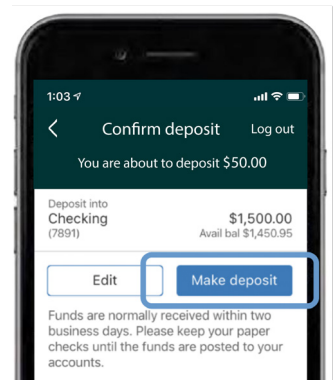 1:03
Confirm deposit Log out
You are about to deposit $50.00
Deposit into
Checking $1,500.00
(7891) Avail bal $1,450.95
Edit Make deposit
Funds are normally received within two
business days. Please keep your paper
checks until the funds are posted to your
accounts.